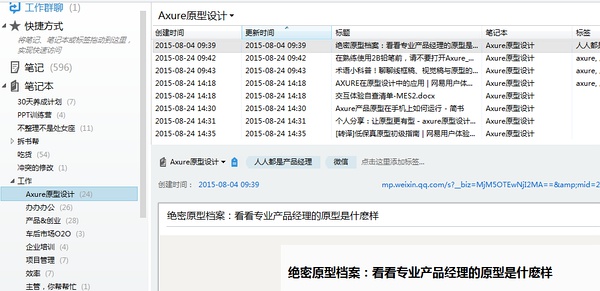 工作群聊 (1)
快捷方式
将笔记、笔记本或标签拖动到这里，
实现快速访问
笔记 (596)
笔记本
30天养成计划 (7)
PPT训练营 (4)
不整理不是处女座 (11)
拆书帮
吃货 (54)
冲突的修改 (1)
工作
Axure原型设计 (24)
办办公公 (26)
产品&创业 (28)
车后市场O2O (3)
企业培训 (4)
项目管理 (7)
效率 (7)
主管，你帮帮忙 (1)
Axure原型设计
创建时间 更新时间 标题 笔记本 标签
2015-08-04 09:39 2015-08-04 09:39 绝密原型档案：看看专业产品经理的原型是... Axure原型设计 人人都
2015-08-24 09:42 2015-08-24 09:42 在熟练使用2B铅笔前，请不要打开Axure_... Axure原型设计 axure,
2015-08-24 09:43 2015-08-24 09:43 术语小科普！聊聊线框稿、视觉稿与原型的... Axure原型设计 axure,
2015-08-24 14:18 2015-08-24 14:18 AXURE在原型设计中的应用 | 网易用户体... Axure原型设计 axure,
2015-08-24 14:18 2015-08-24 14:18 交互体验自查清单-MES2.docx Axure原型设计
2015-08-24 14:30 2015-08-24 14:30 Axure产品原型在手机上如何运行 - 简书 Axure原型设计
2015-08-24 14:31 2015-08-24 14:31 个人分享：让原型更有型 - axure原型设计... Axure原型设计
2015-08-24 14:35 2015-08-24 14:35 [转译]低保真原型初级指南 | 网易用户体验... Axure原型设计
Axure原型设计 人人都是产品经理 微信 点击这里添加标签...
创建时间： 2015-08-04 09:39 mp.weixin.qq.com/s?__biz=MjM5OTEwNjI2MA==&amp;mid=2
绝密原型档案：看看专业产品经理的原型是什麽样
绝密原型档案：看看专业产品经理的原型是什麽样